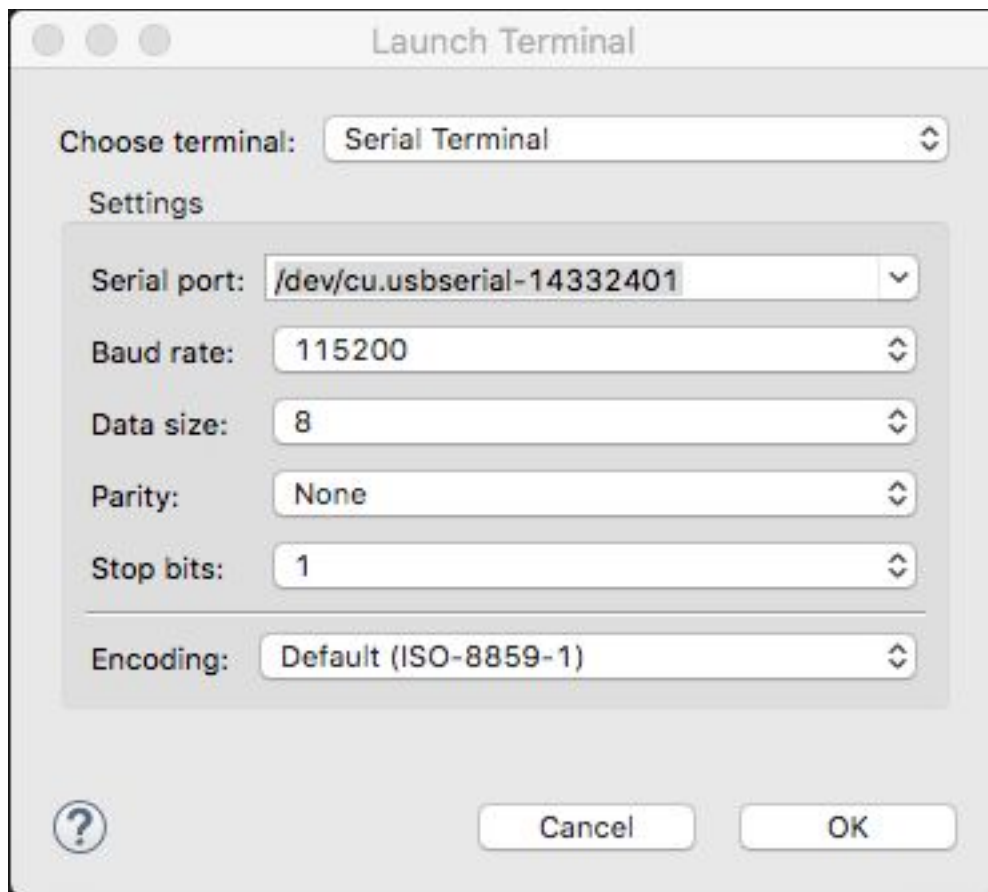 Launch Terminal
Choose terminal: Serial Terminal
Settings
Serial port: /dev/cu.usbserial-14332401
Baud rate: 115200
Data size: 8
Parity: None
Stop bits: 1
Encoding: Default (ISO-8859-1)
? Cancel OK